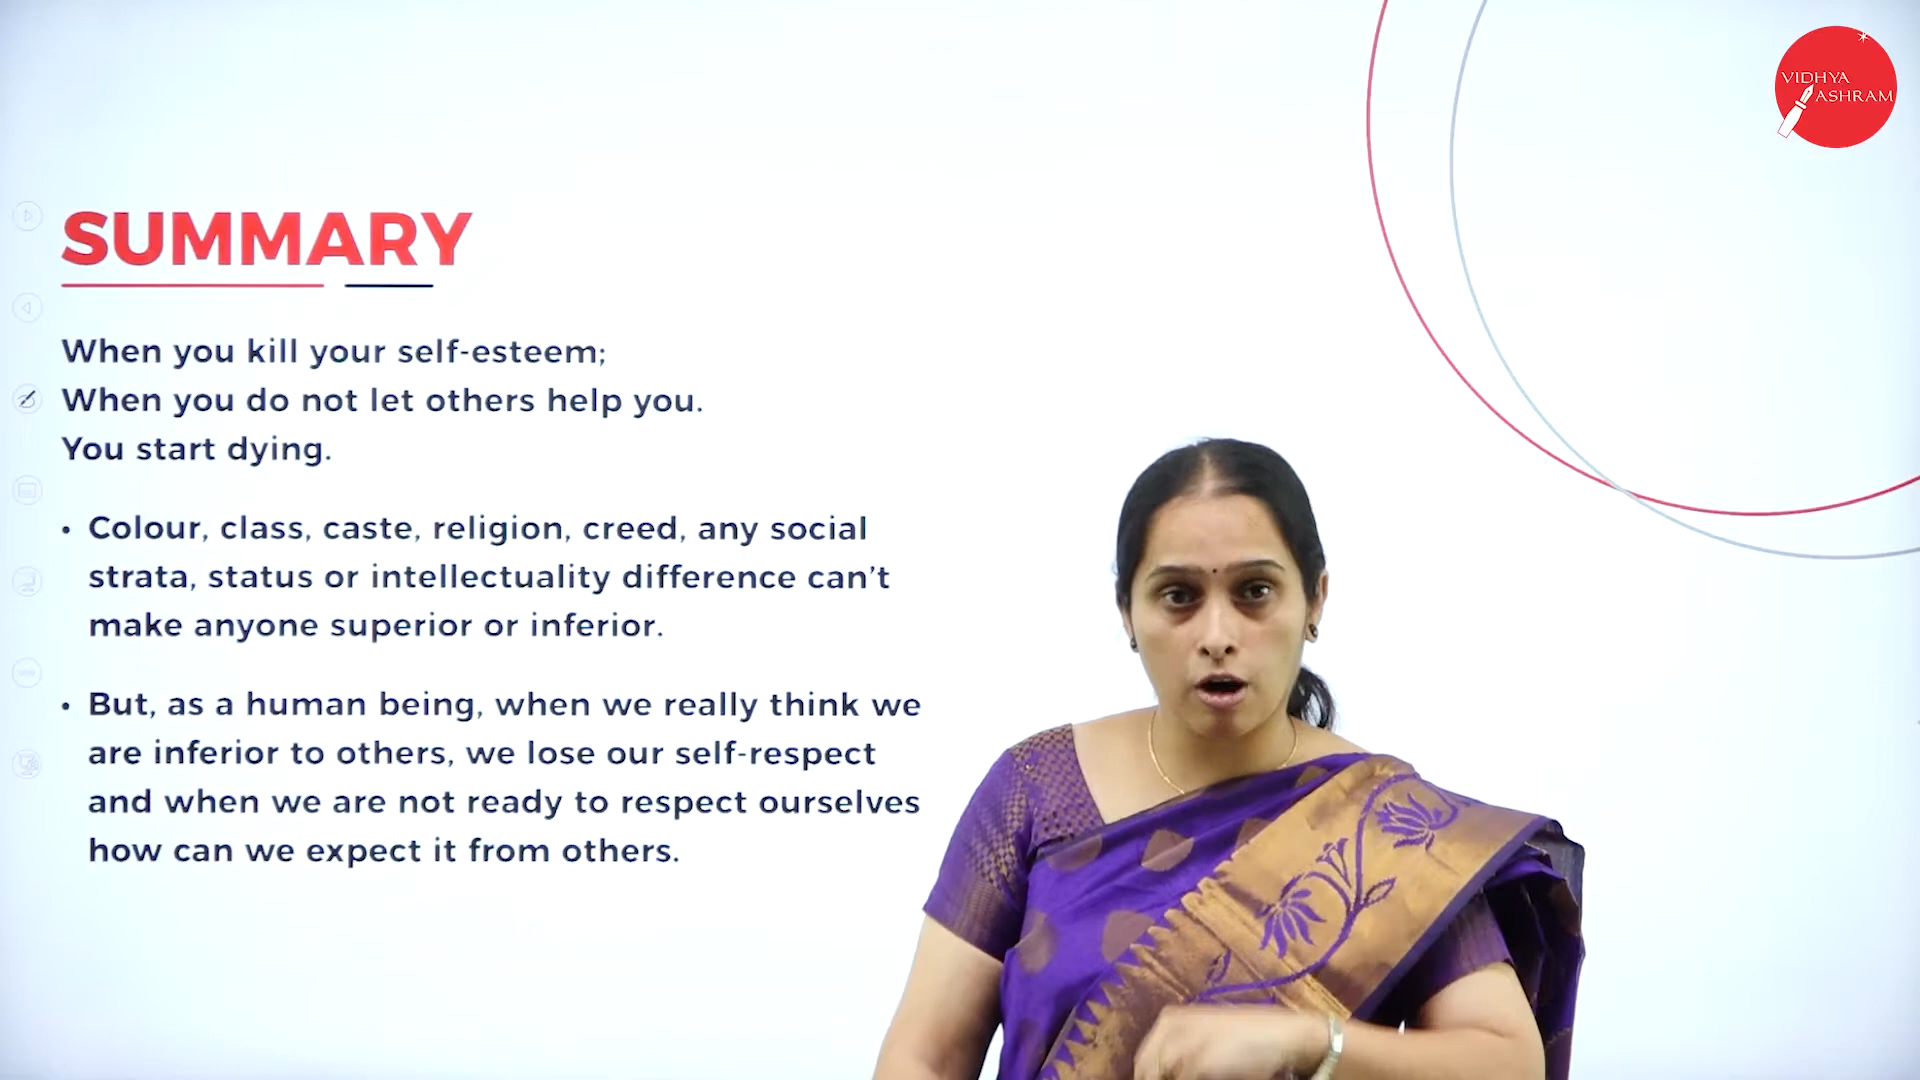 VIDHYA
ASHRAM
SUMMARY
When you kill your self-esteem;
When you do not let others help you.
You start dying.
• Colour, class, caste, religion, creed, any social
strata, status or intellectuality difference can't
make anyone superior or inferior.
• But, as a human being, when we really think we
are inferior to others, we lose our self-respect
and when we are not ready to respect ourselves
how can we expect it from others.